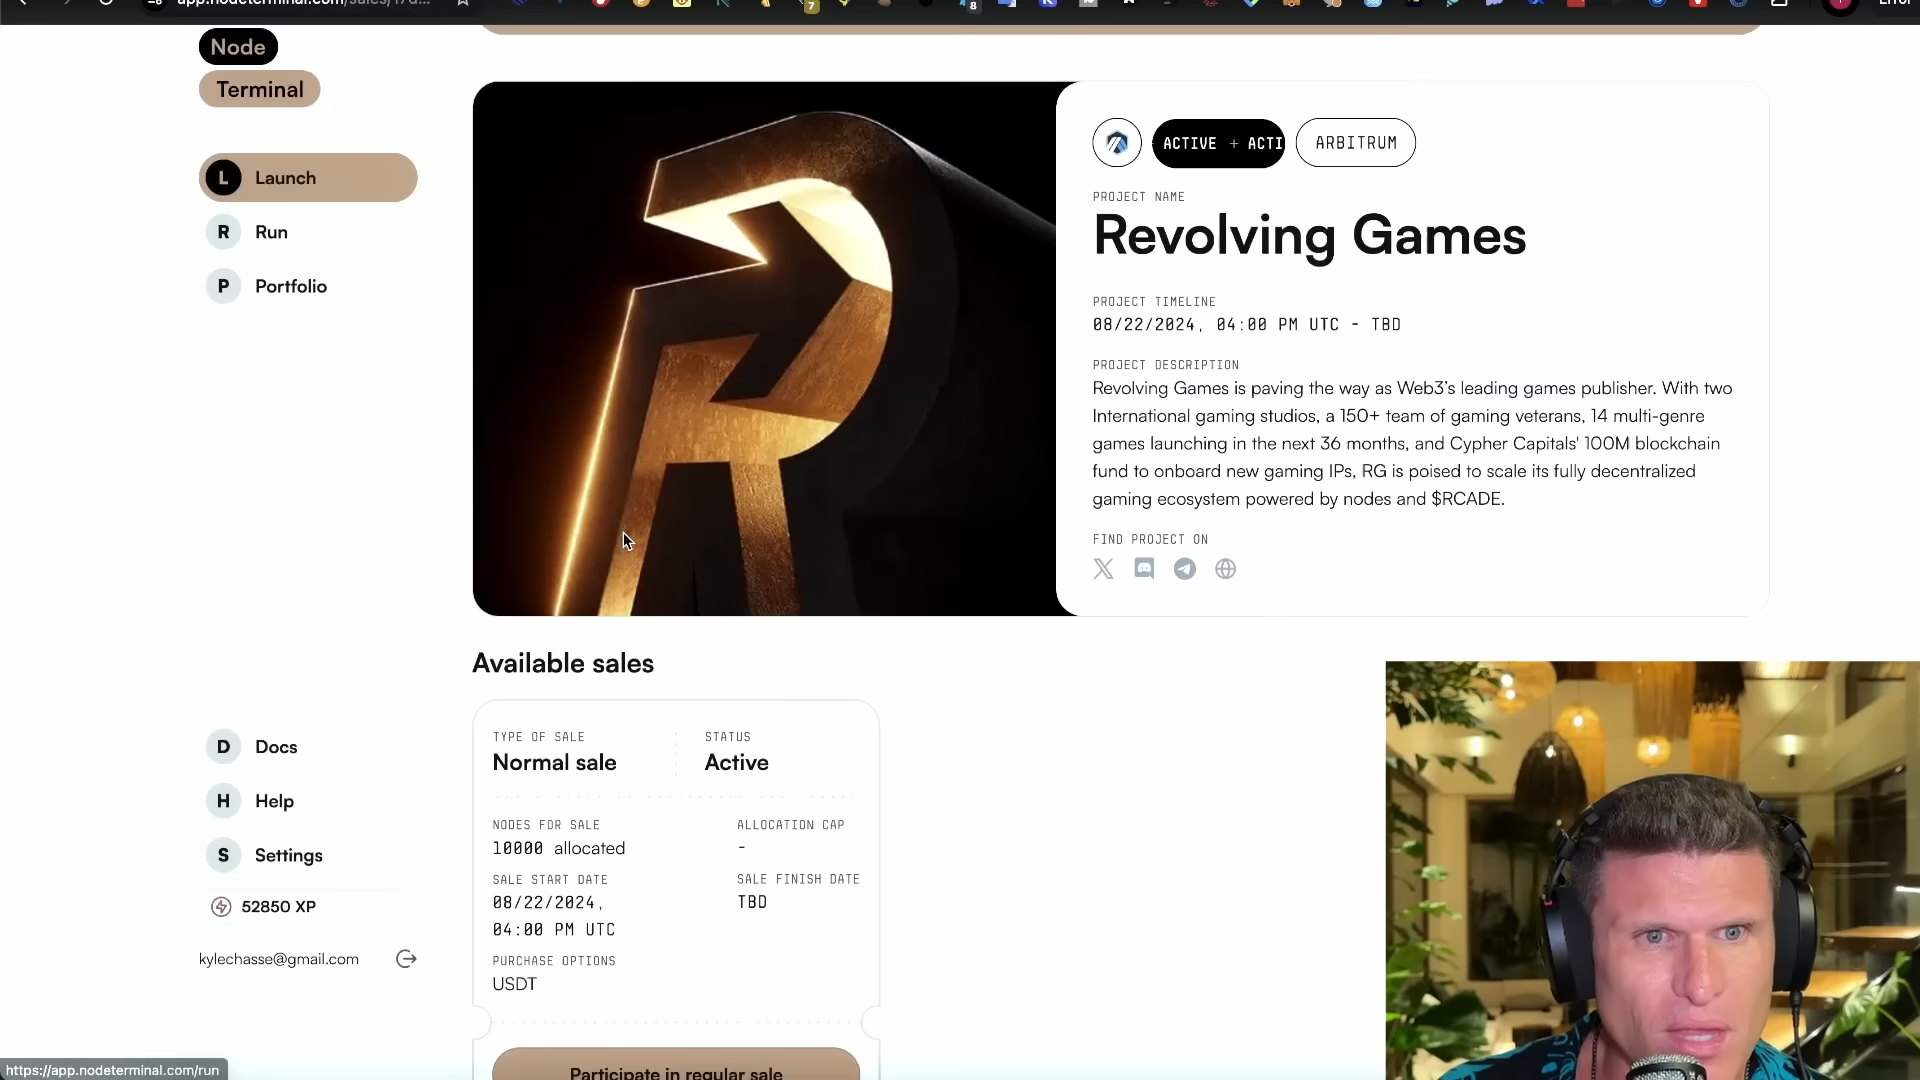 app.nodeterminal.com/sales/
7
8
Error
Node
Terminal
L Launch
R Run
P Portfolio
ACTIVE + ACTI
ARBITRUM
PROJECT NAME
Revolving Games
PROJECT TIMELINE
08/22/2024, 04:00 PM UTC - TBD
PROJECT DESCRIPTION
Revolving Games is paving the way as Web3’s leading games publisher. With two
International gaming studios, a 150+ team of gaming veterans, 14 multi-genre
games launching in the next 36 months, and Cypher Capitals' 100M blockchain
fund to onboard new gaming IPs, RG is poised to scale its fully decentralized
gaming ecosystem powered by nodes and $RCADE.
FIND PROJECT ON
Available sales
TYPE OF SALE
Normal sale
STATUS
Active
NODES FOR SALE
10000 allocated
ALLOCATION CAP
-
SALE START DATE
08/22/2024,
04:00 PM UTC
SALE FINISH DATE
TBD
PURCHASE OPTIONS
USDT
Participate in regular sale
D Docs
H Help
S Settings
52850 XP
kylechasse@gmail.com
https://app.nodeterminal.com/run